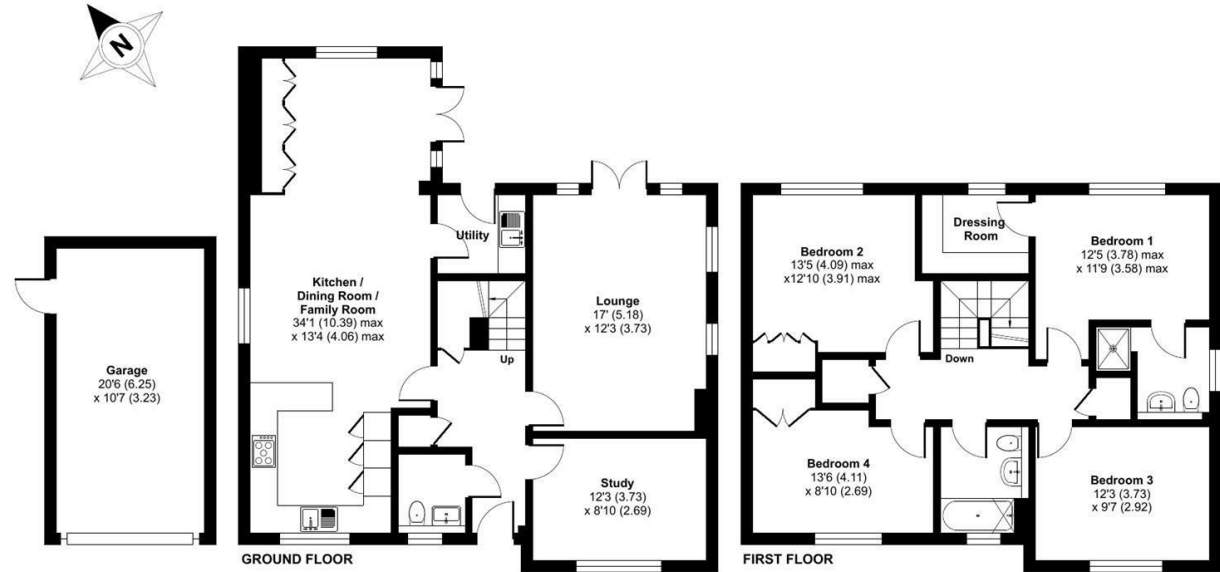 N
Garage
20'6 (6.25)
x 10'7 (3.23)
Kitchen /
Dining Room /
Family Room
34'1 (10.39) max
x 13'4 (4.06) max
Utility
Lounge
17' (5.18)
x 12'3 (3.73)
Up
Study
12'3 (3.73)
x 8'10 (2.69)
GROUND FLOOR
Bedroom 2
13'5 (4.09) max
x12'10 (3.91) max
Dressing
Room
Bedroom 1
12'5 (3.78) max
x 11'9 (3.58) max
Down
Bedroom 4
13'6 (4.11)
x 8'10 (2.69)
Bedroom 3
12'3 (3.73)
x 9'7 (2.92)
FIRST FLOOR